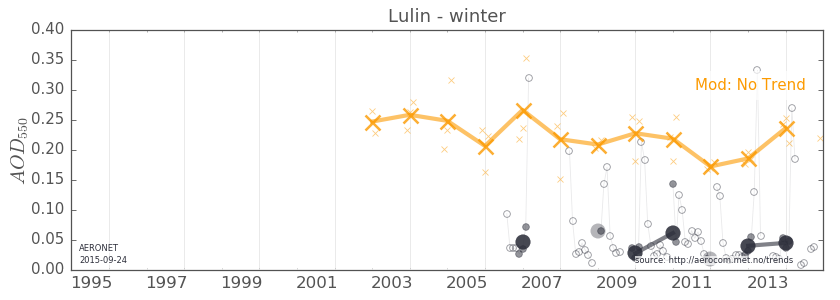 Lulin - winter
0.40
0.35
0.30
0.25
0.20
0.15
0.10
0.05
0.00
AOD550
Mod: No Trend
AERONET
2015-09-24
source: http://aerocom.met.no/trends
1995 1997 1999 2001 2003 2005 2007 2009 2011 2013